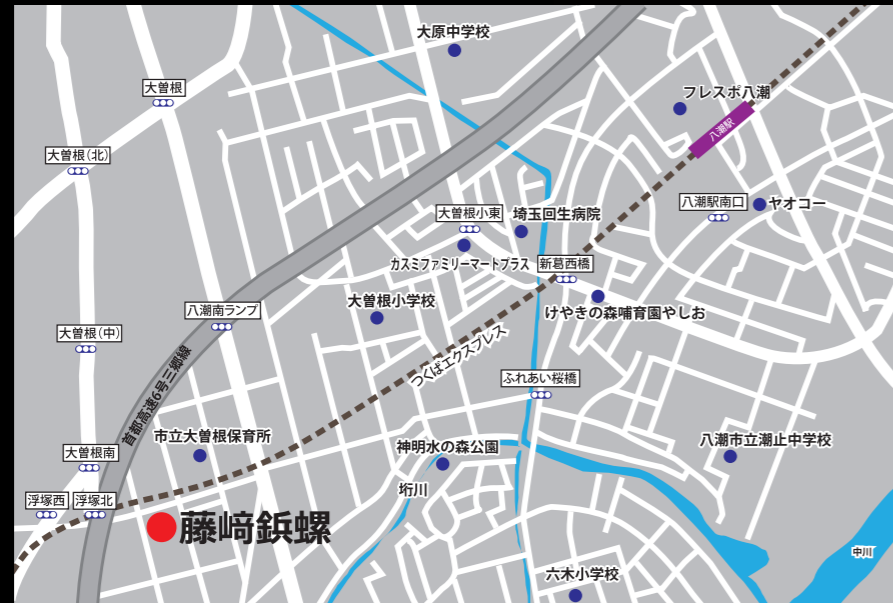 大原中学校
大曽根
フレスポ八潮
八潮駅
大曽根(北)
大曽根小東
埼玉回生病院
八潮駅南口
ヤオコー
カスミファミリーマートプラス
新葛西橋
大曽根小学校
八潮南ランプ
けやきの森哺育園やしお
大曽根(中)
つくばエクスプレス
首都高速6号三郷線
ふれあい桜橋
市立大曽根保育所
神明水の森公園
八潮市立潮止中学校
大曽根南
垳川
浮塚西
浮塚北
藤﨑鋲螺
中川
六木小学校